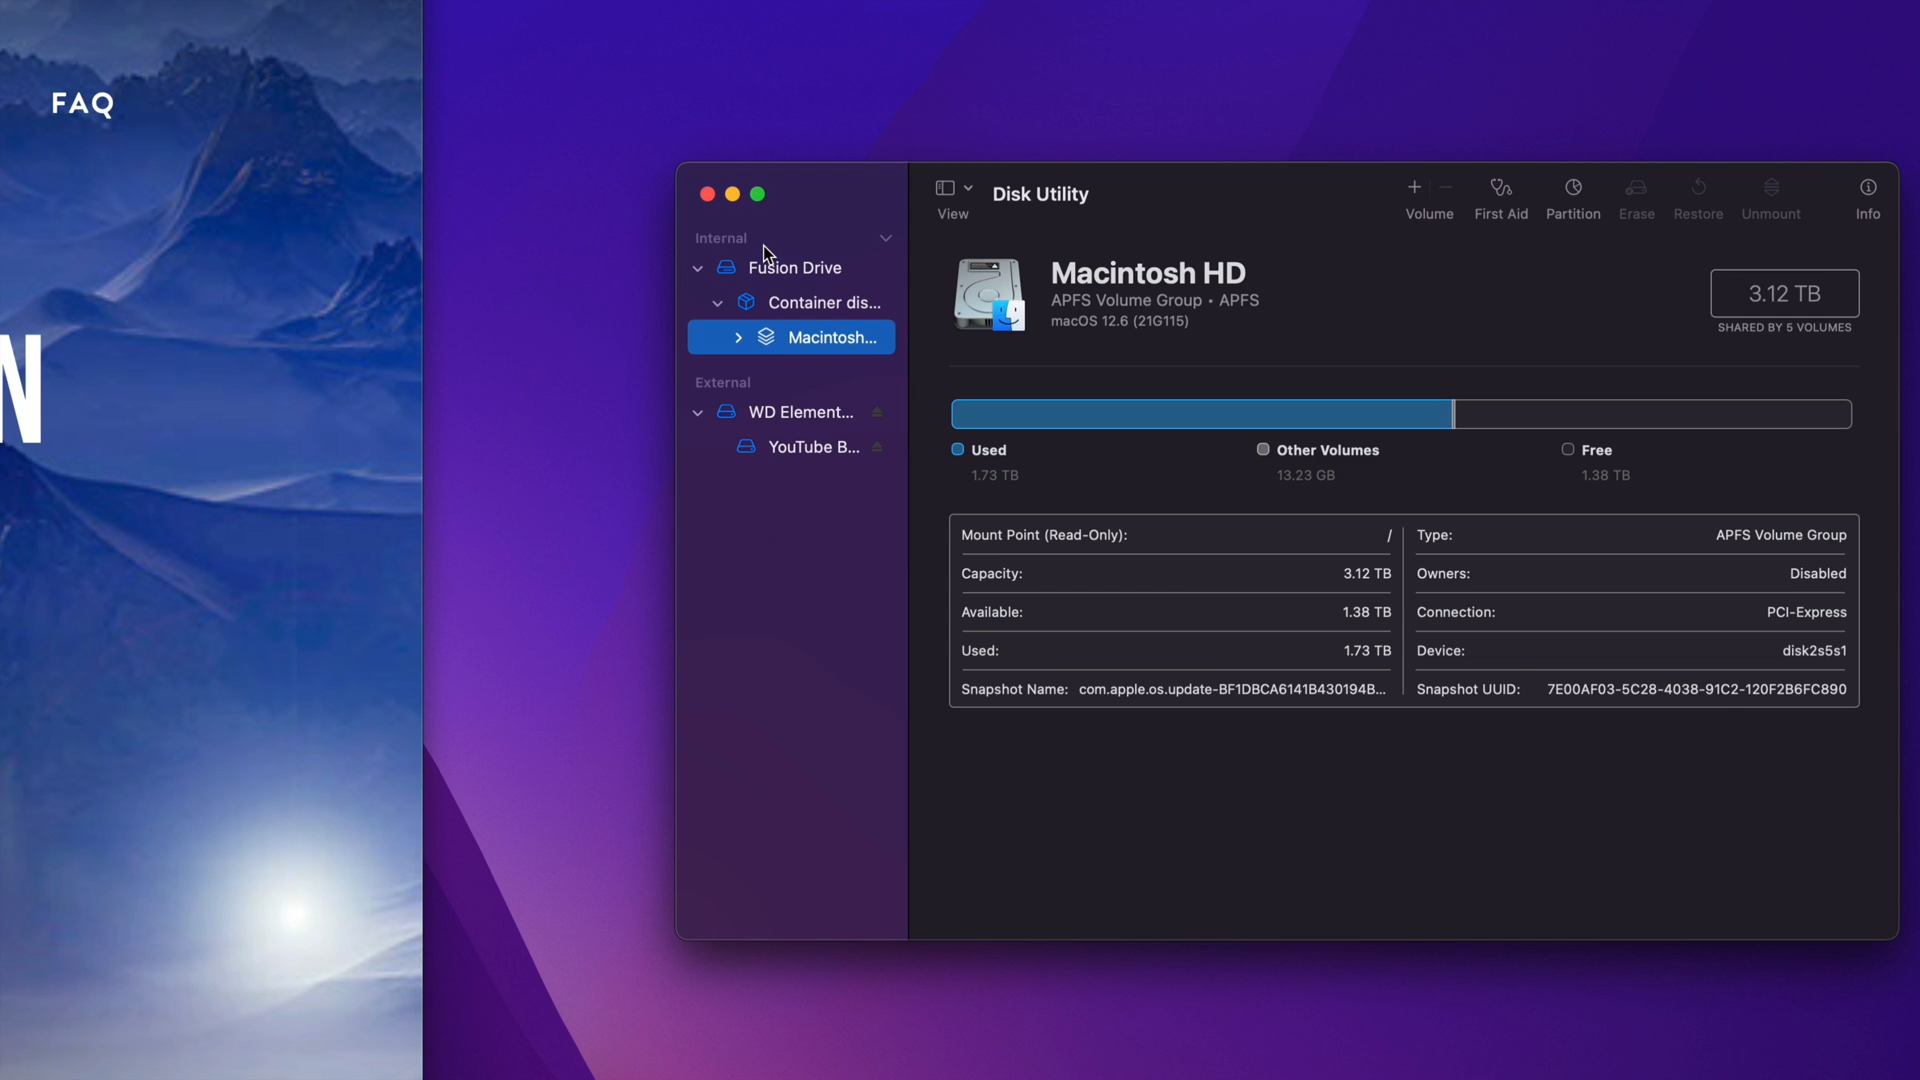 FAQ
N
Internal
Fusion Drive
Container dis...
Macintosh...
External
WD Element...
YouTube B...
View
Disk Utility
Volume
First Aid
Partition
Erase
Restore
Unmount
Info
Macintosh HD
APFS Volume Group • APFS
macOS 12.6 (21G115)
3.12 TB
SHARED BY 5 VOLUMES
Used
1.73 TB
Other Volumes
13.23 GB
Free
1.38 TB
Mount Point (Read-Only): /
Capacity: 3.12 TB
Available: 1.38 TB
Used: 1.73 TB
Snapshot Name: com.apple.os.update-BF1DBCA6141B430194B...
Type: APFS Volume Group
Owners: Disabled
Connection: PCI-Express
Device: disk2s5s1
Snapshot UUID: 7E00AF03-5C28-4038-91C2-120F2B6FC890